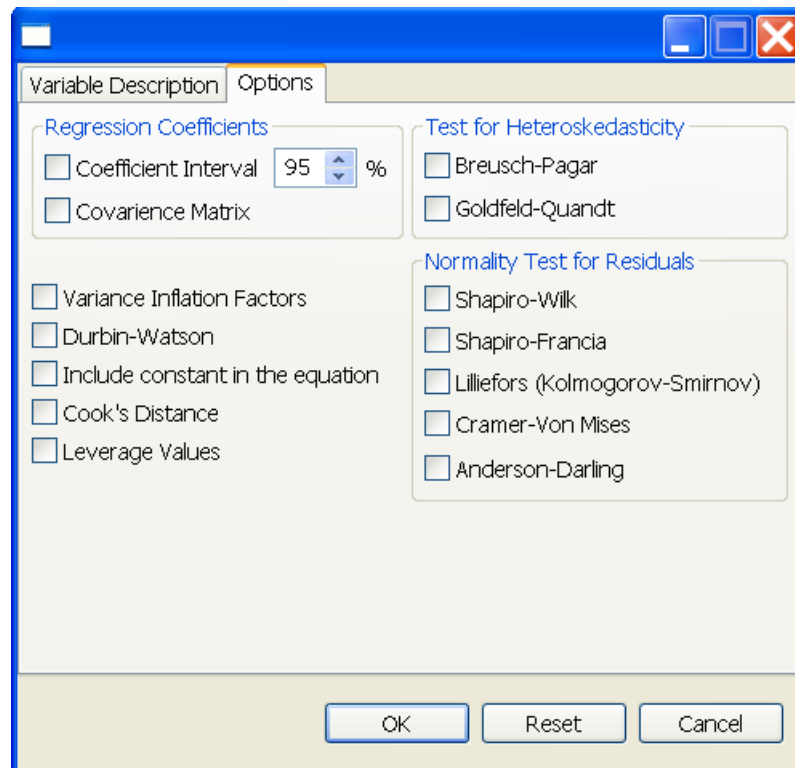 Variable Description
Options
Regression Coefficients
Coefficient Interval 95 %
Covarience Matrix
Variance Inflation Factors
Durbin-Watson
Include constant in the equation
Cook's Distance
Leverage Values
Test for Heteroskedasticity
Breusch-Pagar
Goldfeld-Quandt
Normality Test for Residuals
Shapiro-Wilk
Shapiro-Francia
Lilliefors (Kolmogorov-Smirnov)
Cramer-Von Mises
Anderson-Darling
OK
Reset
Cancel